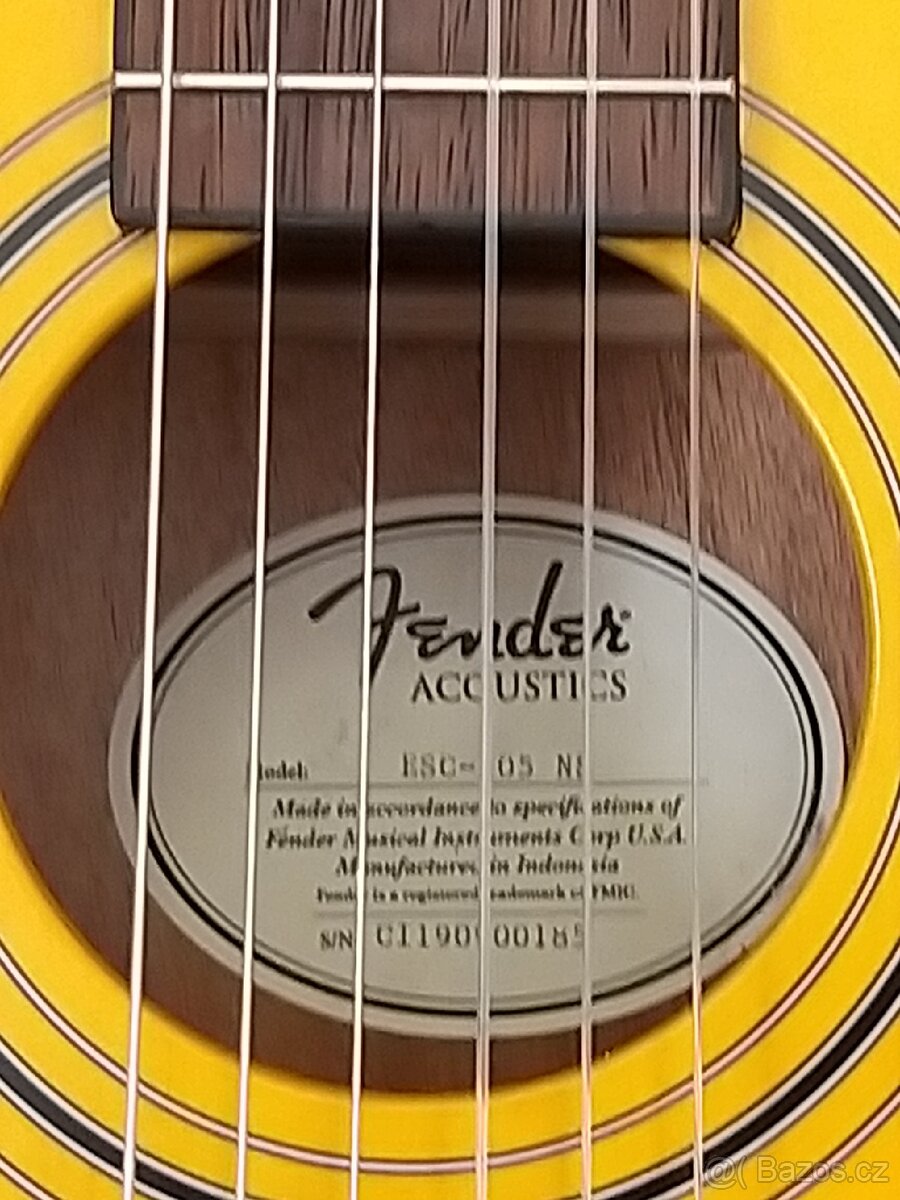 Fender®
ACOUSTICS
Model:
Made in accordance to specifications of
Fender Musical Instruments Corp U.S.A.
Manufactured in Indonesia
Fender is a registered trademark of FMIC.
S/N
@( Bazos.cz